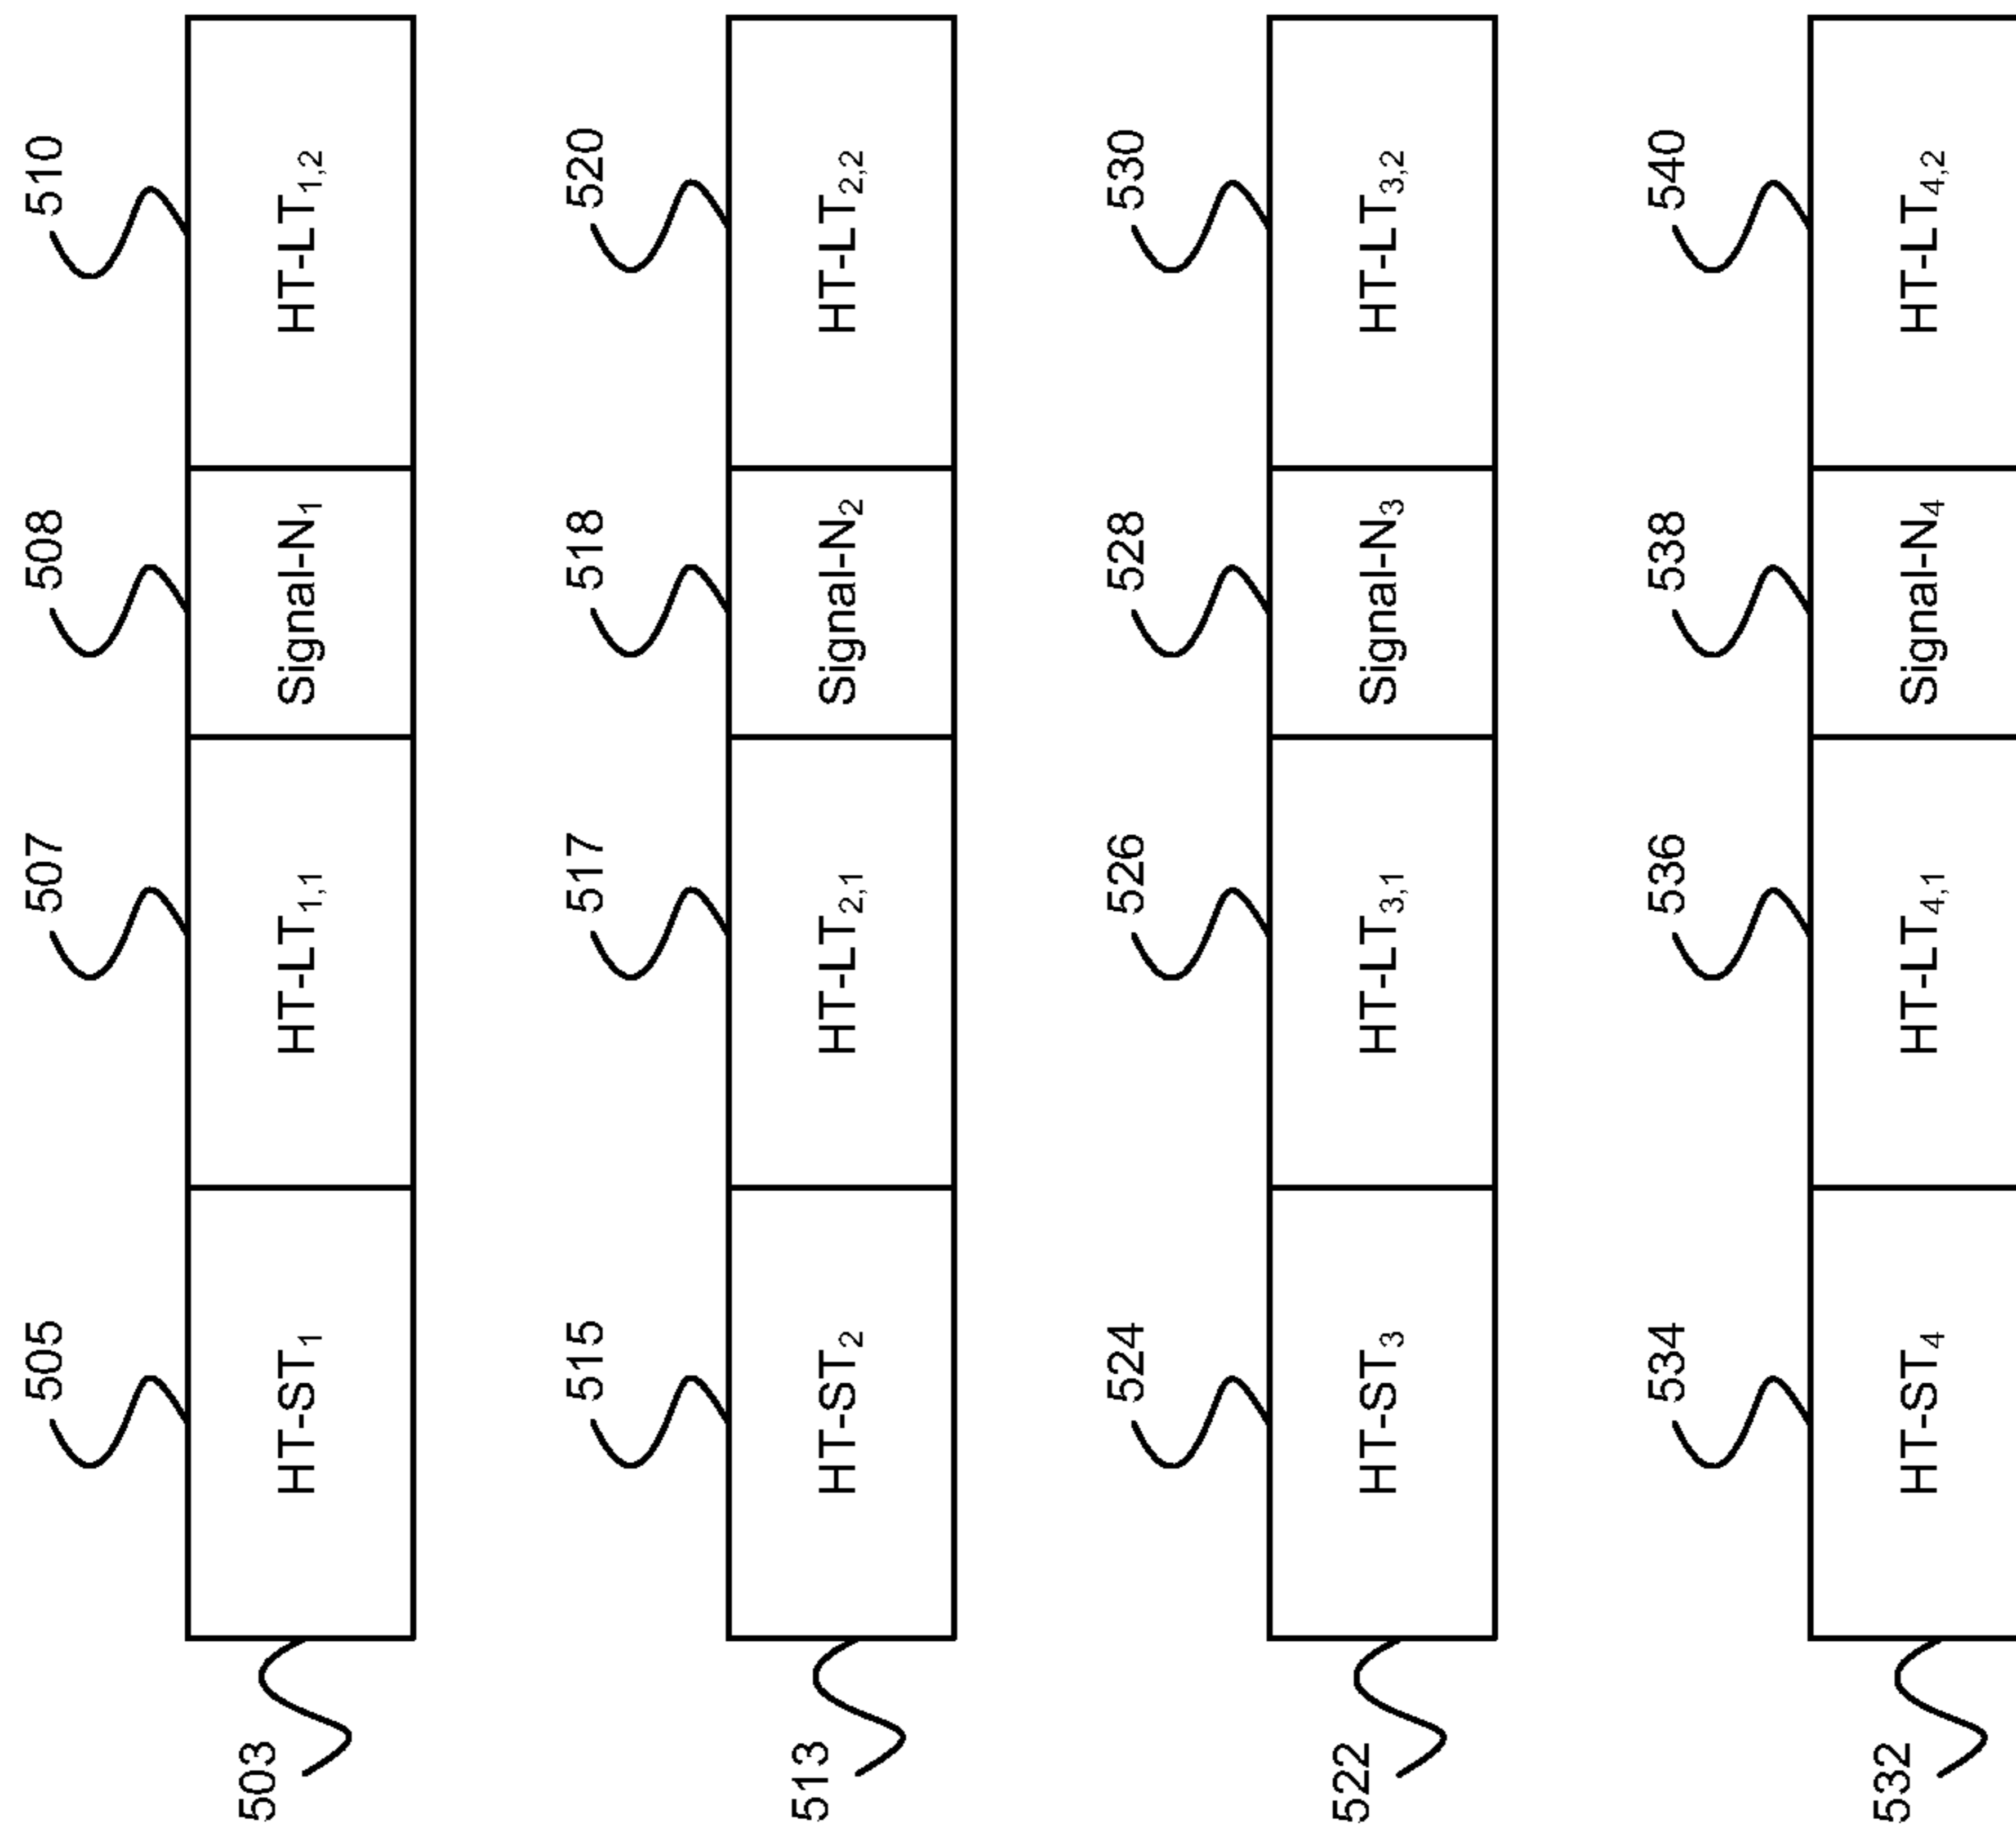 505 507 508 510
503 HT-ST1 HT-LT1,1 Signal-N1 HT-LT1,2
515 517 518 520
513 HT-ST2 HT-LT2,1 Signal-N2 HT-LT2,2
524 526 528 530
522 HT-ST3 HT-LT3,1 Signal-N3 HT-LT3,2
534 536 538 540
532 HT-ST4 HT-LT4,1 Signal-N4 HT-LT4,2